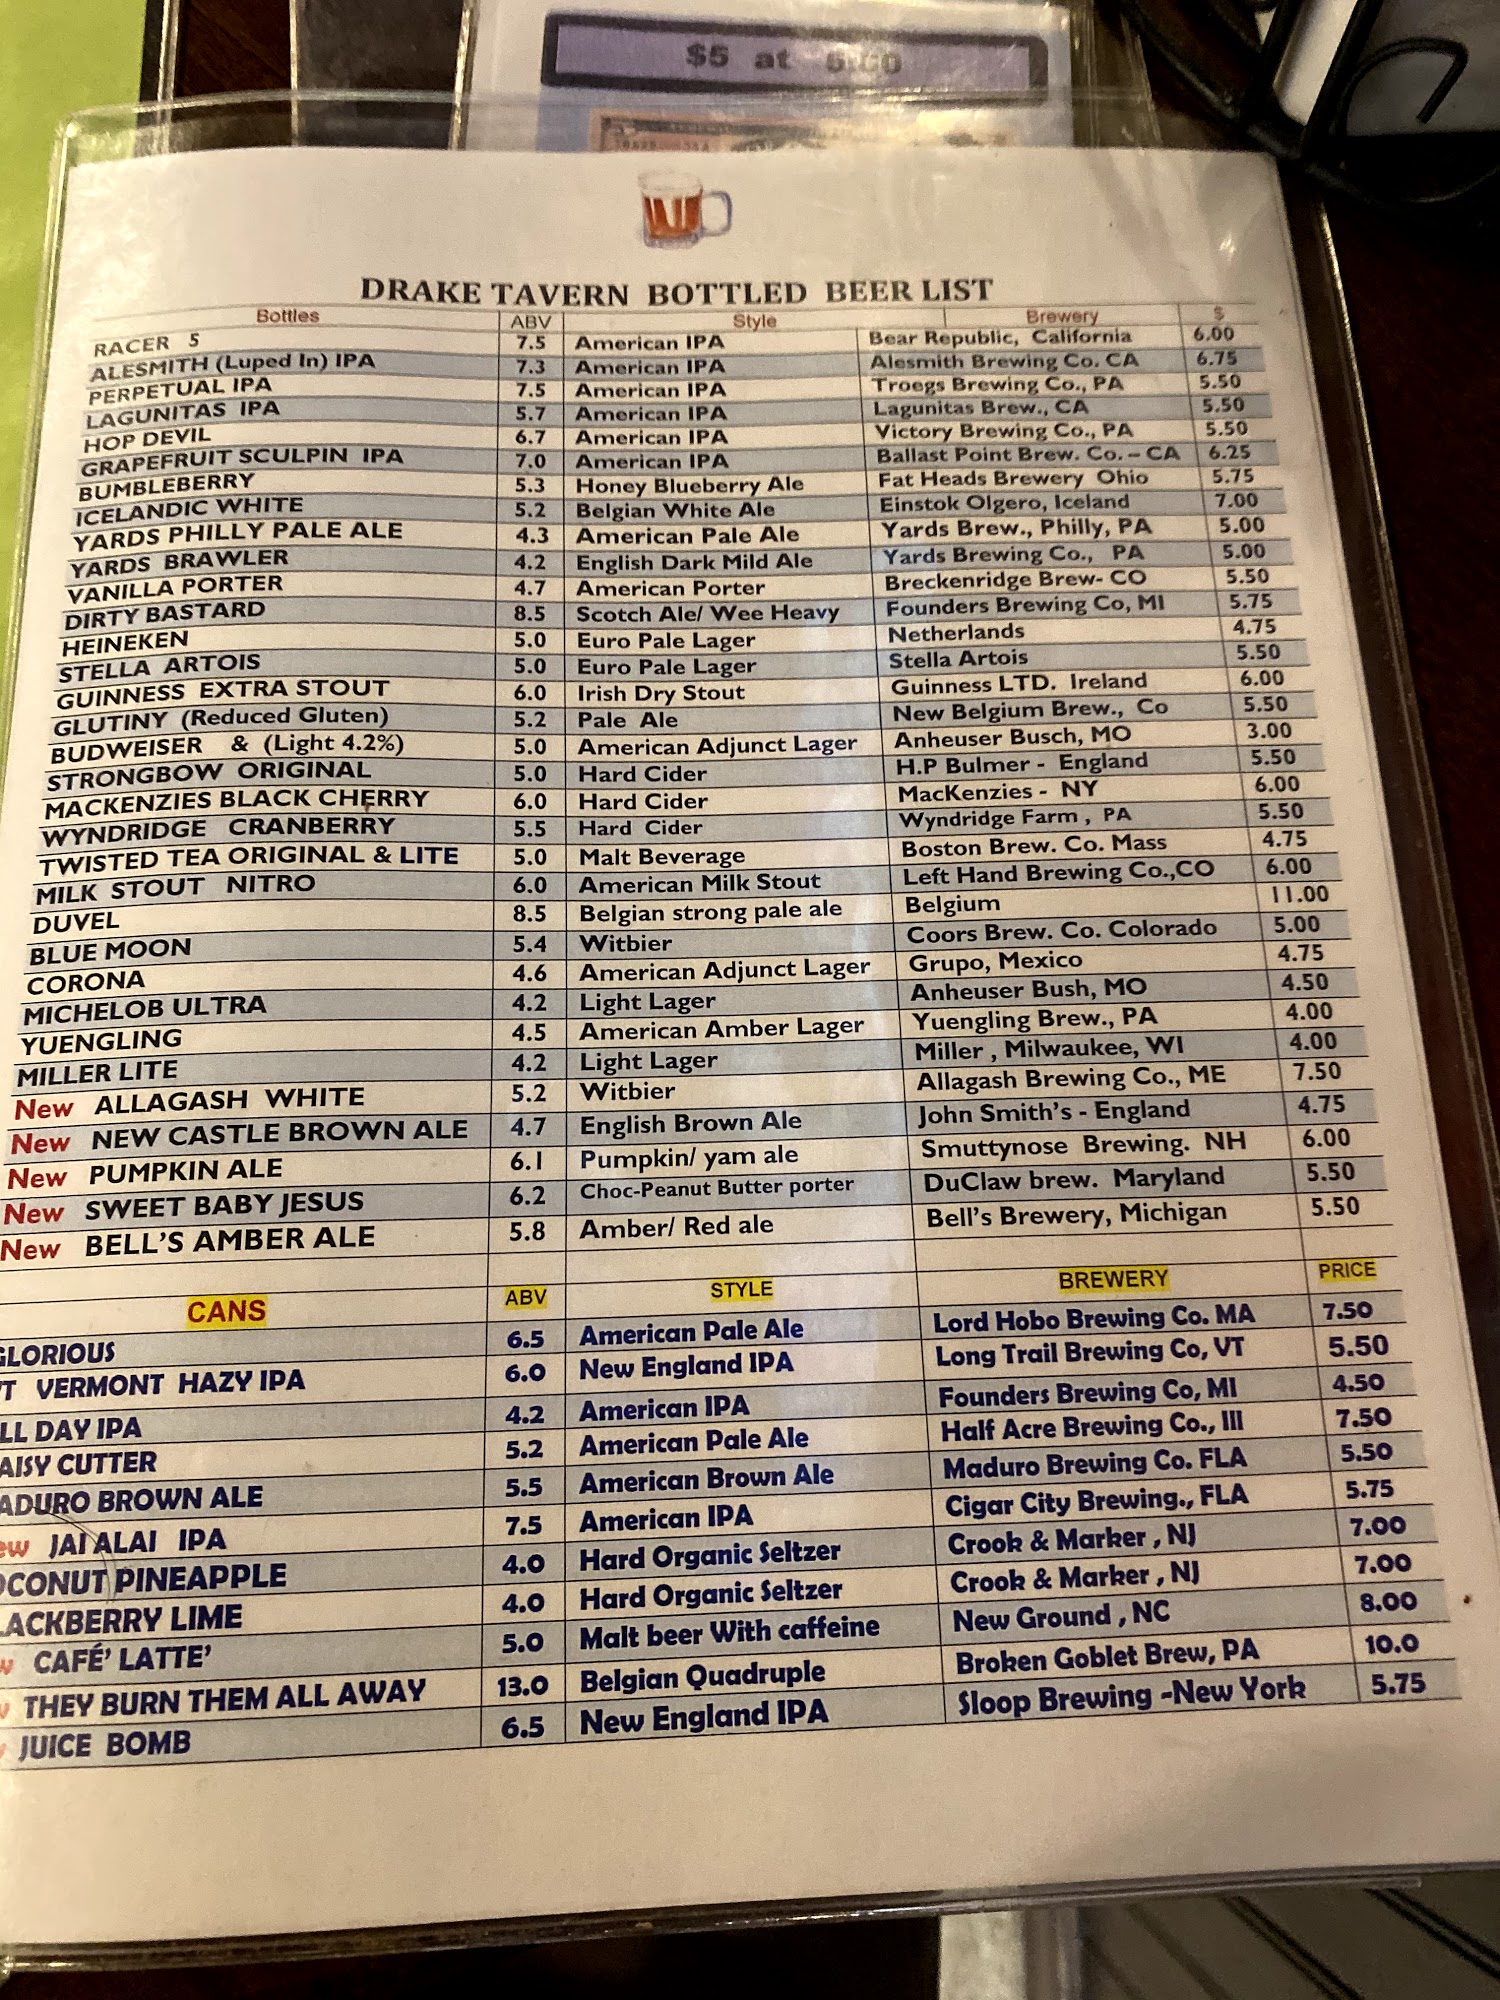 $5 at 5:00
DRAKE TAVERN BOTTLED BEER LIST
Bottles ABV Style Brewery $
RACER 5 7.5 American IPA Bear Republic, California 6.00
ALESMITH (Luped In) IPA 7.3 American IPA Alesmith Brewing Co. CA 6.75
PERPETUAL IPA 7.5 American IPA Troegs Brewing Co., PA 5.50
LAGUNITAS IPA 5.7 American IPA Lagunitas Brew., CA 5.50
HOP DEVIL 6.7 American IPA Victory Brewing Co., PA 5.50
GRAPEFRUIT SCULPIN IPA 7.0 American IPA Ballast Point Brew. Co. – CA 6.25
BUMBLEBERRY 5.3 Honey Blueberry Ale Fat Heads Brewery Ohio 5.75
ICELANDIC WHITE 5.2 Belgian White Ale Einstok Olgero, Iceland 7.00
YARDS PHILLY PALE ALE 4.3 American Pale Ale Yards Brew., Philly, PA 5.00
YARDS BRAWLER 4.2 English Dark Mild Ale Yards Brewing Co., PA 5.00
VANILLA PORTER 4.7 American Porter Breckenridge Brew- CO 5.50
DIRTY BASTARD 8.5 Scotch Ale/ Wee Heavy Founders Brewing Co, MI 5.75
HEINEKEN 5.0 Euro Pale Lager Netherlands 4.75
STELLA ARTOIS 5.0 Euro Pale Lager Stella Artois 5.50
GUINNESS EXTRA STOUT 6.0 Irish Dry Stout Guinness LTD. Ireland 6.00
GLUTINY (Reduced Gluten) 5.2 Pale Ale New Belgium Brew., Co 5.50
BUDWEISER & (Light 4.2%) 5.0 American Adjunct Lager Anheuser Busch, MO 3.00
STRONGBOW ORIGINAL 5.0 Hard Cider H.P Bulmer - England 5.50
MACKENZIES BLACK CHERRY 6.0 Hard Cider MacKenzies - NY 6.00
WYNDRIDGE CRANBERRY 5.5 Hard Cider Wyndridge Farm , PA 5.50
TWISTED TEA ORIGINAL & LITE 5.0 Malt Beverage Boston Brew. Co. Mass 4.75
MILK STOUT NITRO 6.0 American Milk Stout Left Hand Brewing Co.,CO 6.00
DUVEL 8.5 Belgian strong pale ale Belgium 11.00
BLUE MOON 5.4 Witbier Coors Brew. Co. Colorado 5.00
CORONA 4.6 American Adjunct Lager Grupo, Mexico 4.75
MICHELOB ULTRA 4.2 Light Lager Anheuser Bush, MO 4.50
YUENGLING 4.5 American Amber Lager Yuengling Brew., PA 4.00
MILLER LITE 4.2 Light Lager Miller , Milwaukee, WI 4.00
New ALLAGASH WHITE 5.2 Witbier Allagash Brewing Co., ME 7.50
New NEW CASTLE BROWN ALE 4.7 English Brown Ale John Smith's - England 4.75
New PUMPKIN ALE 6.1 Pumpkin/ yam ale Smuttynose Brewing. NH 6.00
New SWEET BABY JESUS 6.2 Choc-Peanut Butter porter DuClaw brew. Maryland 5.50
New BELL'S AMBER ALE 5.8 Amber/ Red ale Bell's Brewery, Michigan 5.50
CANS ABV STYLE BREWERY PRICE
GLORIOUS 6.5 American Pale Ale Lord Hobo Brewing Co. MA 7.50
T VERMONT HAZY IPA 6.0 New England IPA Long Trail Brewing Co, VT 5.50
LL DAY IPA 4.2 American IPA Founders Brewing Co, MI 4.50
AISY CUTTER 5.2 American Pale Ale Half Acre Brewing Co., Ill 7.50
ADURO BROWN ALE 5.5 American Brown Ale Maduro Brewing Co. FLA 5.50
ew JAI ALAI IPA 7.5 American IPA Cigar City Brewing., FLA 5.75
OCONUT PINEAPPLE 4.0 Hard Organic Seltzer Crook & Marker , NJ 7.00
LACKBERRY LIME 4.0 Hard Organic Seltzer Crook & Marker , NJ 7.00
w CAFÉ' LATTE' 5.0 Malt beer With caffeine New Ground , NC 8.00
w THEY BURN THEM ALL AWAY 13.0 Belgian Quadruple Broken Goblet Brew, PA 10.0
JUICE BOMB 6.5 New England IPA Sloop Brewing -New York 5.75